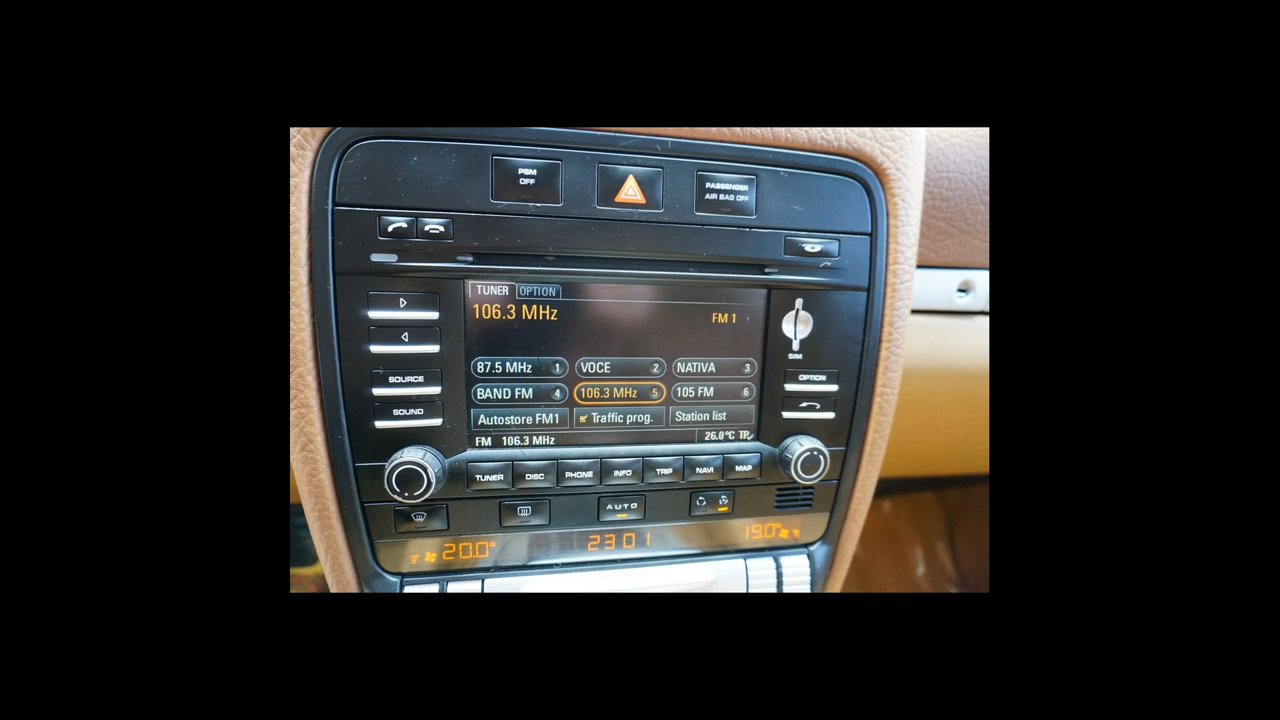 PSM OFF
PASSENGER AIR BAG OFF
TUNER OPTION
106.3 MHz FM 1
SIM
87.5 MHz 1 VOCE 2 NATIVA 3
SOURCE OPTION
BAND FM 4 106.3 MHz 5 105 FM 6
SOUND
Autostore FM1 Traffic prog. Station list
FM 106.3 MHz 26.0°C TP
TUNER DISC PHONE INFO TRIP NAVI MAP
AUTO
20.0° 23 01 19.0°